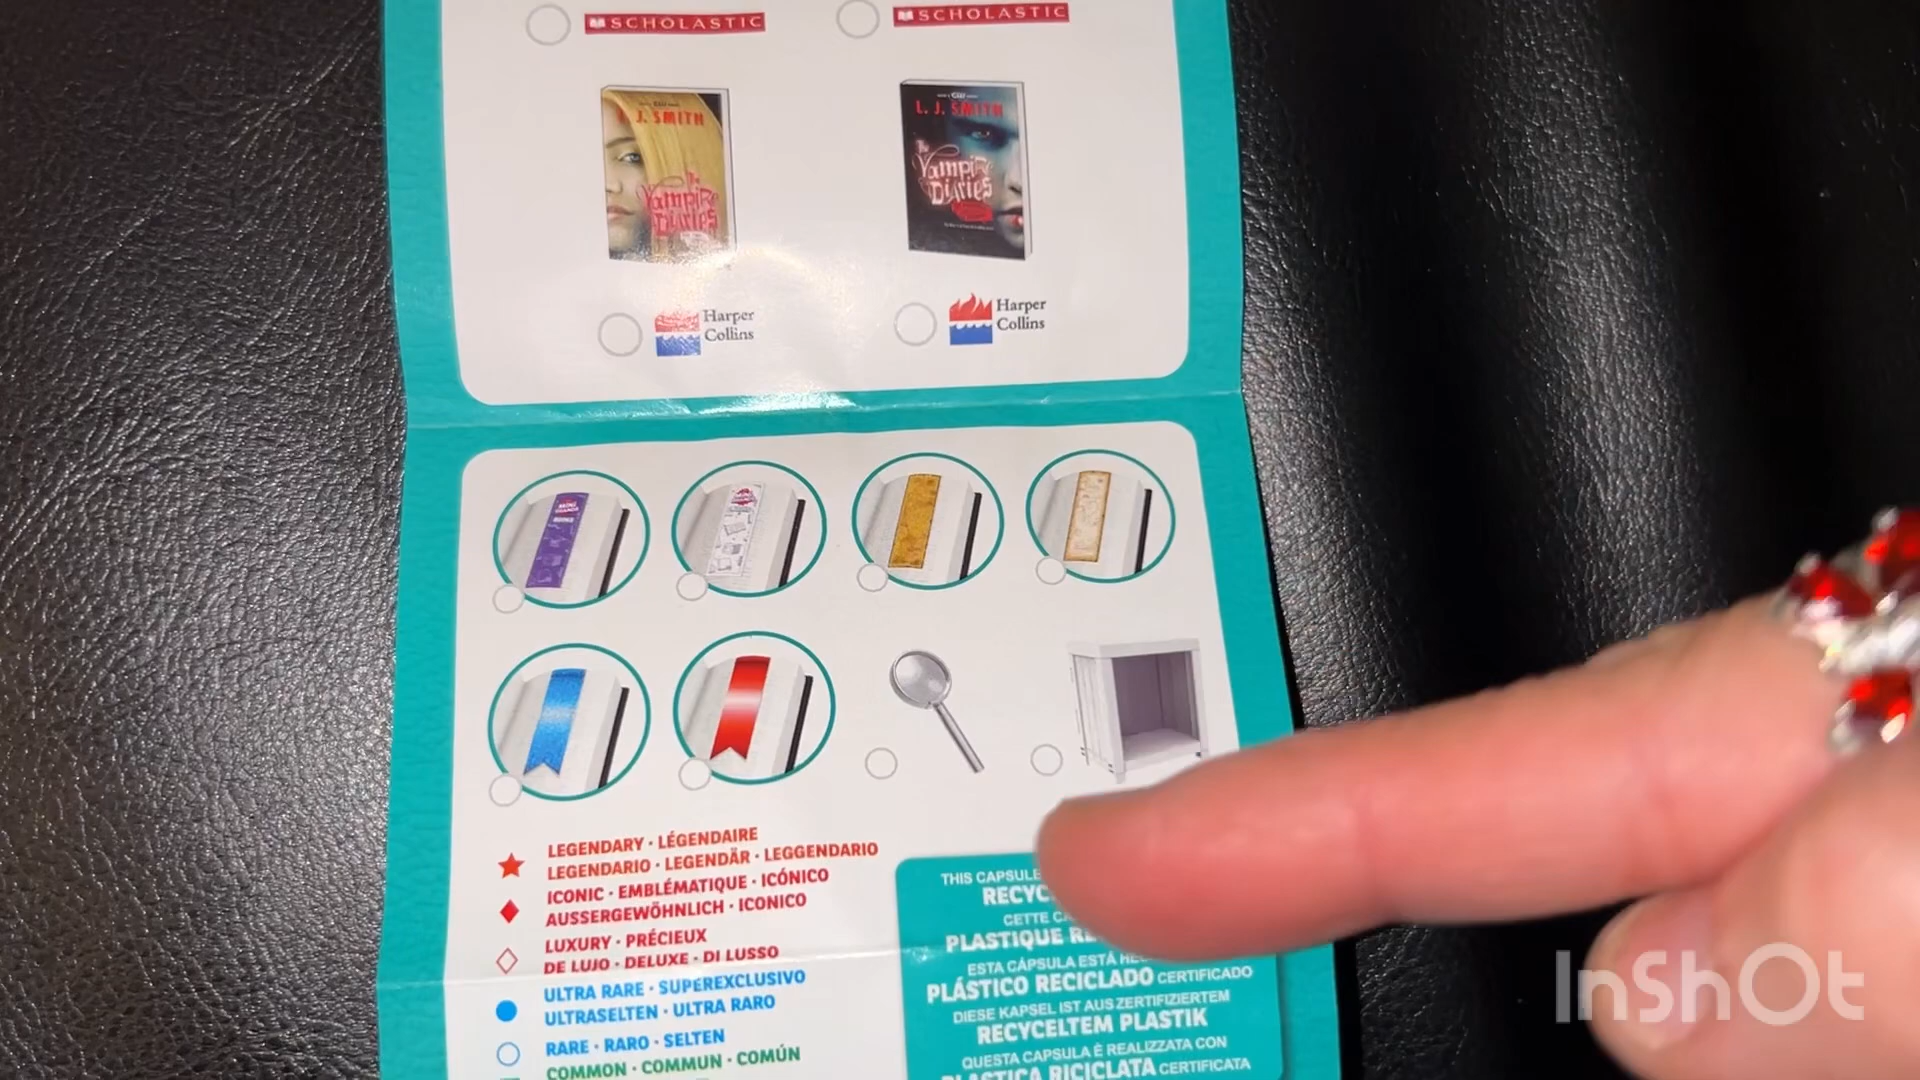 SCHOLASTIC
SCHOLASTIC
L. J. SMITH
The
Vampire
Diaries
L. J. SMITH
The
Vampire
Diaries
Harper
Collins
Harper
Collins
MINI
BOOKS
LEGENDARY · LÉGENDAIRE
LEGENDARIO · LEGENDÄR · LEGGENDARIO
ICONIC · EMBLÉMATIQUE · ICÓNICO
AUSSERGEWÖHNLICH · ICONICO
LUXURY · PRÉCIEUX
DE LUJO · DELUXE · DI LUSSO
ULTRA RARE · SUPEREXCLUSIVO
ULTRASELTEN · ULTRA RARO
RARE · RARO · SELTEN
COMMON · COMMUN · COMÚN
THIS CAPSULE
CETTE
PLASTIQUE
ESTA CÁPSULA ESTÁ
PLÁSTICO RECICLADO CERTIFICADO
DIESE KAPSEL IST AUS ZERTIFIZIERTEM
RECYCELTEM PLASTIK
QUESTA CAPSULA È REALIZZATA CON
PLASTICA RICICLATA CERTIFICATA
InShOt